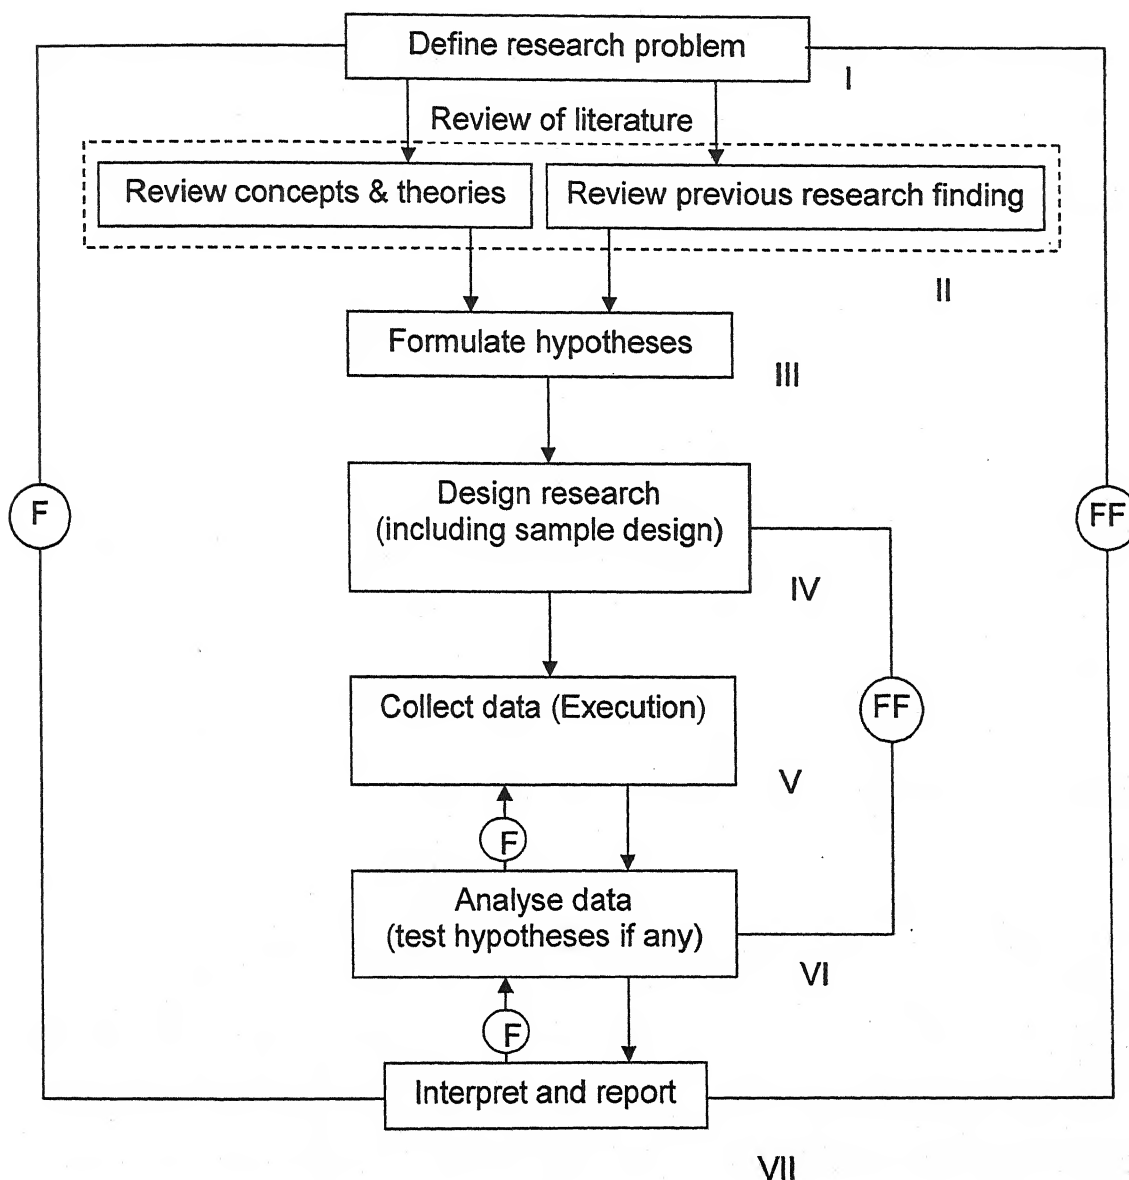 Define research problem
I
Review of literature
Review concepts & theories
Review previous research finding
II
Formulate hypotheses
III
Design research
(including sample design)
IV
F
FF
Collect data (Execution)
FF
V
F
Analyse data
(test hypotheses if any)
VI
F
Interpret and report
VII